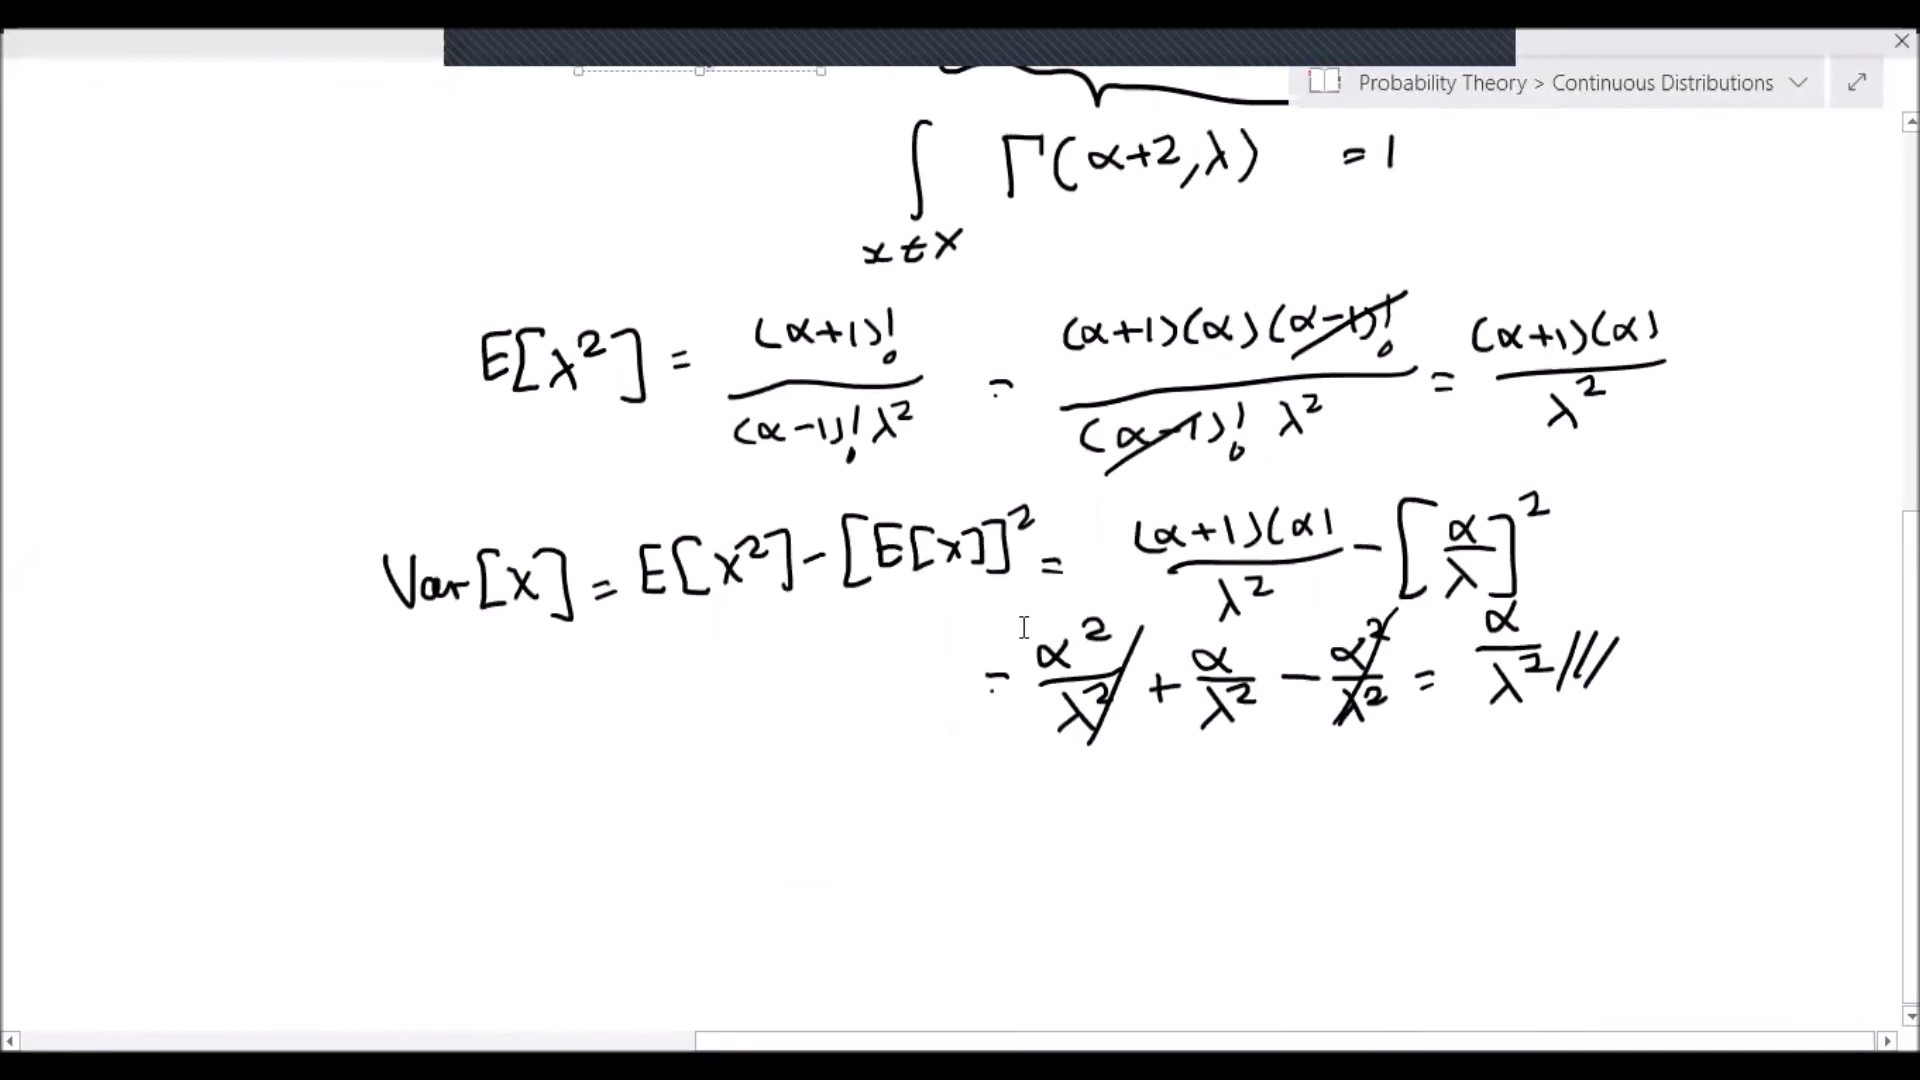 Probability Theory > Continuous Distributions
∫ Γ(α+2,λ) = 1
x∈X
E[x²] = (α+1)! / (α-1)! λ² = (α+1)(α)(α-1)! / (α-1)! λ² = (α+1)(α) / λ²
Var[X] = E[X²] - [E[X]]² = (α+1)(α) / λ² - [α/λ]²
= α²/λ² + α/λ² - α²/λ² = α/λ² ///